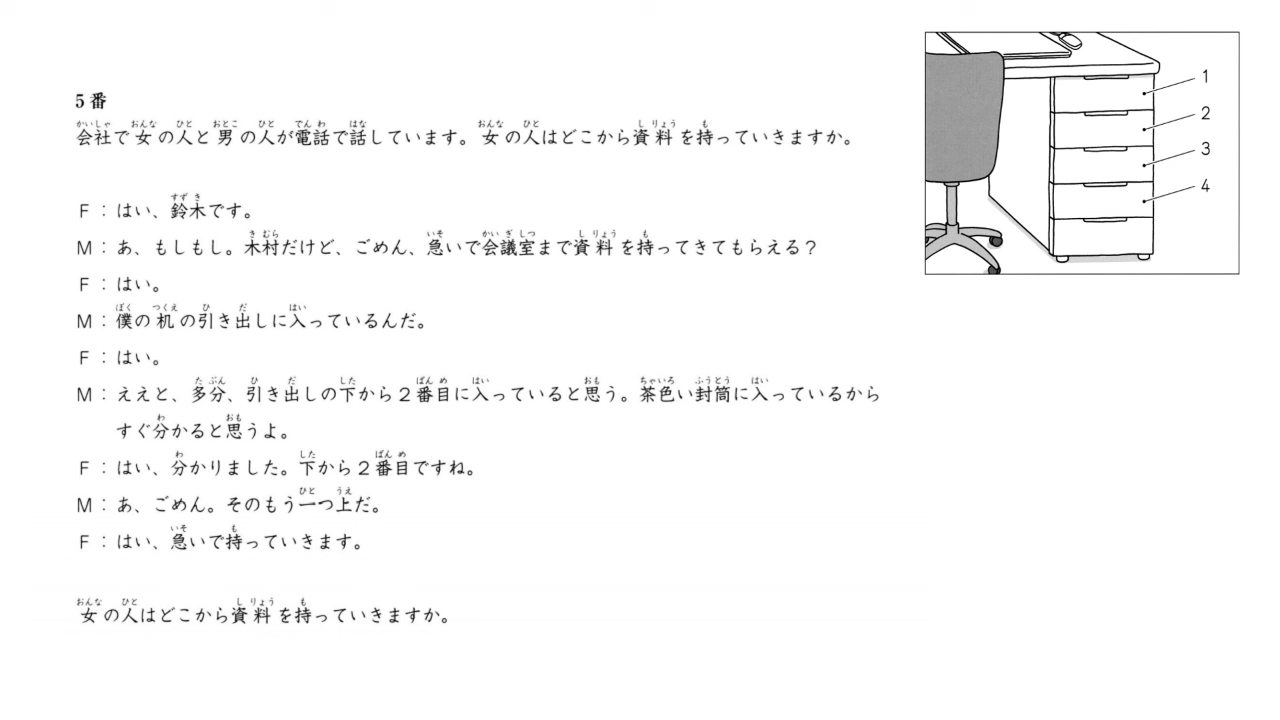 5番
会社で女の人と男の人が電話で話しています。女の人はどこから資料を持っていきますか。
F：はい、鈴木です。
M：あ、もしもし。木村だけど、ごめん、急いで会議室まで資料を持ってきてもらえる？
F：はい。
M：僕の机の引き出しに入っているんだ。
F：はい。
M：ええと、多分、引き出しの下から2番目に入っていると思う。茶色い封筒に入っているから
すぐ分かると思うよ。
F：はい、分かりました。下から2番目ですね。
M：あ、ごめん。そのもう一つ上だ。
F：はい、急いで持っていきます。
女の人はどこから資料を持っていきますか。
1
2
3
4